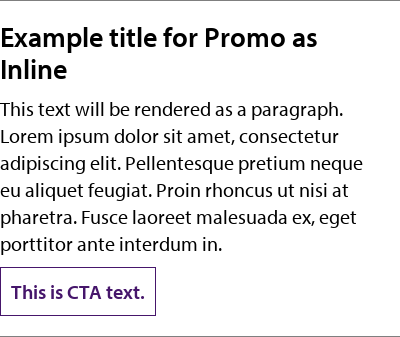 Example title for Promo as
Inline
This text will be rendered as a paragraph.
Lorem ipsum dolor sit amet, consectetur
adipiscing elit. Pellentesque pretium neque
eu aliquet feugiat. Proin rhoncus ut nisi at
pharetra. Fusce laoreet malesuada ex, eget
porttitor ante interdum in.
This is CTA text.